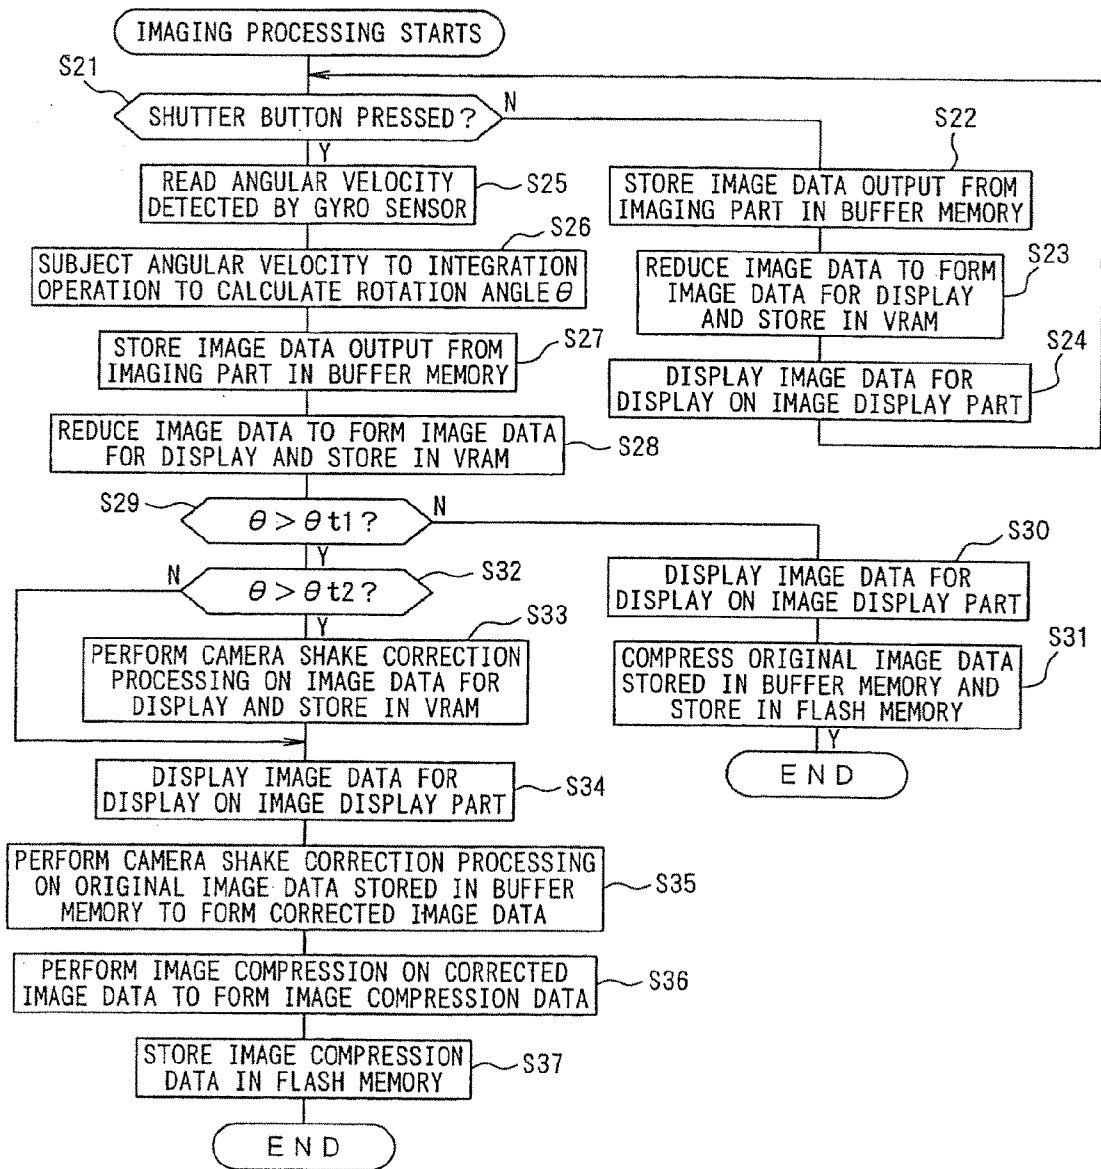 IMAGING PROCESSING STARTS
S21
SHUTTER BUTTON PRESSED?
N
Y
S22
STORE IMAGE DATA OUTPUT FROM
IMAGING PART IN BUFFER MEMORY
S23
REDUCE IMAGE DATA TO FORM
IMAGE DATA FOR DISPLAY
AND STORE IN VRAM
S24
DISPLAY IMAGE DATA FOR
DISPLAY ON IMAGE DISPLAY PART
READ ANGULAR VELOCITY
DETECTED BY GYRO SENSOR
S25
S26
SUBJECT ANGULAR VELOCITY TO INTEGRATION
OPERATION TO CALCULATE ROTATION ANGLE θ
STORE IMAGE DATA OUTPUT FROM
IMAGING PART IN BUFFER MEMORY
S27
REDUCE IMAGE DATA TO FORM IMAGE DATA
FOR DISPLAY AND STORE IN VRAM
S28
S29
θ > θ t1?
N
Y
S30
DISPLAY IMAGE DATA FOR
DISPLAY ON IMAGE DISPLAY PART
S31
COMPRESS ORIGINAL IMAGE DATA
STORED IN BUFFER MEMORY AND
STORE IN FLASH MEMORY
Y
END
N
θ > θ t2?
S32
Y
S33
PERFORM CAMERA SHAKE CORRECTION
PROCESSING ON IMAGE DATA FOR
DISPLAY AND STORE IN VRAM
DISPLAY IMAGE DATA FOR
DISPLAY ON IMAGE DISPLAY PART
S34
PERFORM CAMERA SHAKE CORRECTION PROCESSING
ON ORIGINAL IMAGE DATA STORED IN BUFFER
MEMORY TO FORM CORRECTED IMAGE DATA
S35
PERFORM IMAGE COMPRESSION ON CORRECTED
IMAGE DATA TO FORM IMAGE COMPRESSION DATA
S36
STORE IMAGE COMPRESSION
DATA IN FLASH MEMORY
S37
END